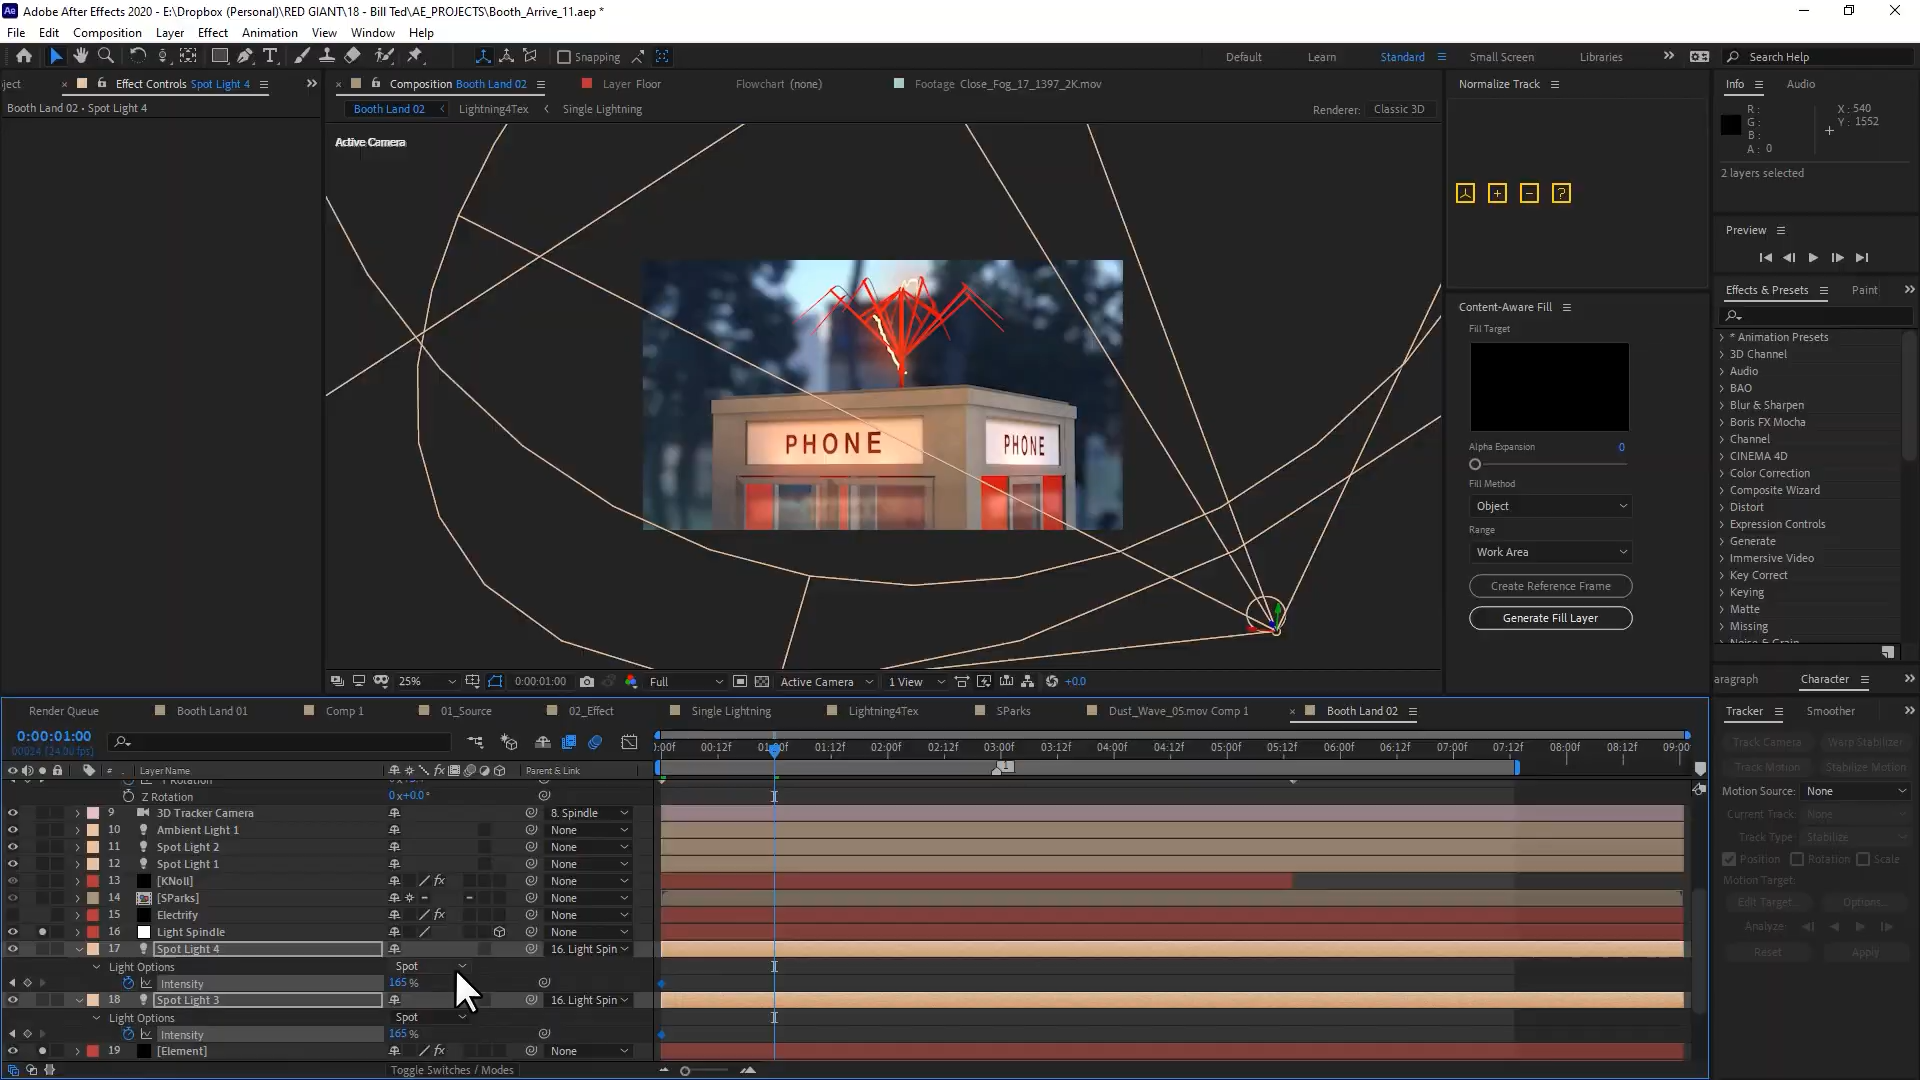 Adobe After Effects 2020 - E:\Dropbox (Personal)\RED GIANT\18 - Bill Ted\AE_PROJECTS\Booth_Arrive_11.aep *
File Edit Composition Layer Effect Animation View Window Help
Snapping Default Learn Standard Small Screen Libraries Search Help
Effect Controls Spot Light 4 Composition Booth Land 02 Layer Floor Flowchart (none) Footage Close_Fog_17_1397_2K.mov Normalize Track Info Audio
Booth Land 02 • Spot Light 4
Booth Land 02 Lightning4Tex Single Lightning Renderer: Classic 3D
Active Camera
R: X: 540
G: Y: 1552
B:
A: 0
2 layers selected
Preview
Effects & Presets Paint
Content-Aware Fill
Fill Target
Alpha Expansion 0
Fill Method
Object
Range
Work Area
Create Reference Frame
Generate Fill Layer
* Animation Presets
3D Channel
Audio
BAO
Blur & Sharpen
Boris FX Mocha
Channel
CINEMA 4D
Color Correction
Composite Wizard
Distort
Expression Controls
Generate
Immersive Video
Key Correct
Keying
Matte
Missing
Noise & Grain
PHONE PHONE
25% 0:00:01:00 Full Active Camera 1 View +0.0
aragraph Character
Render Queue Booth Land 01 Comp 1 01_Source 02_Effect Single Lightning Lightning4Tex SParks Dust_Wave_05.mov Comp 1 Booth Land 02
Tracker Smoother
0:00:01:00
00024 (24.00 fps)
:00f 00:12f 01:00f 01:12f 02:00f 02:12f 03:00f 03:12f 04:00f 04:12f 05:00f 05:12f 06:00f 06:12f 07:00f 07:12f 08:00f 08:12f 09:00f
# Layer Name Parent & Link
Y Rotation
Z Rotation 0x+0.0°
9 3D Tracker Camera 8. Spindle
10 Ambient Light 1 None
11 Spot Light 2 None
12 Spot Light 1 None
13 [KNoll] fx None
14 [SParks] None
15 Electrify fx None
16 Light Spindle None
17 Spot Light 4 16. Light Spin
Light Options Spot
Intensity 165 %
18 Spot Light 3 16. Light Spin
Light Options Spot
Intensity 165 %
19 [Element] fx None
Toggle Switches / Modes
Track Camera Warp Stabilizer
Track Motion Stabilize Motion
Motion Source: None
Current Track: None
Track Type: Stabilize
Position Rotation Scale
Motion Target:
Edit Target... Options...
Analyze:
Reset Apply